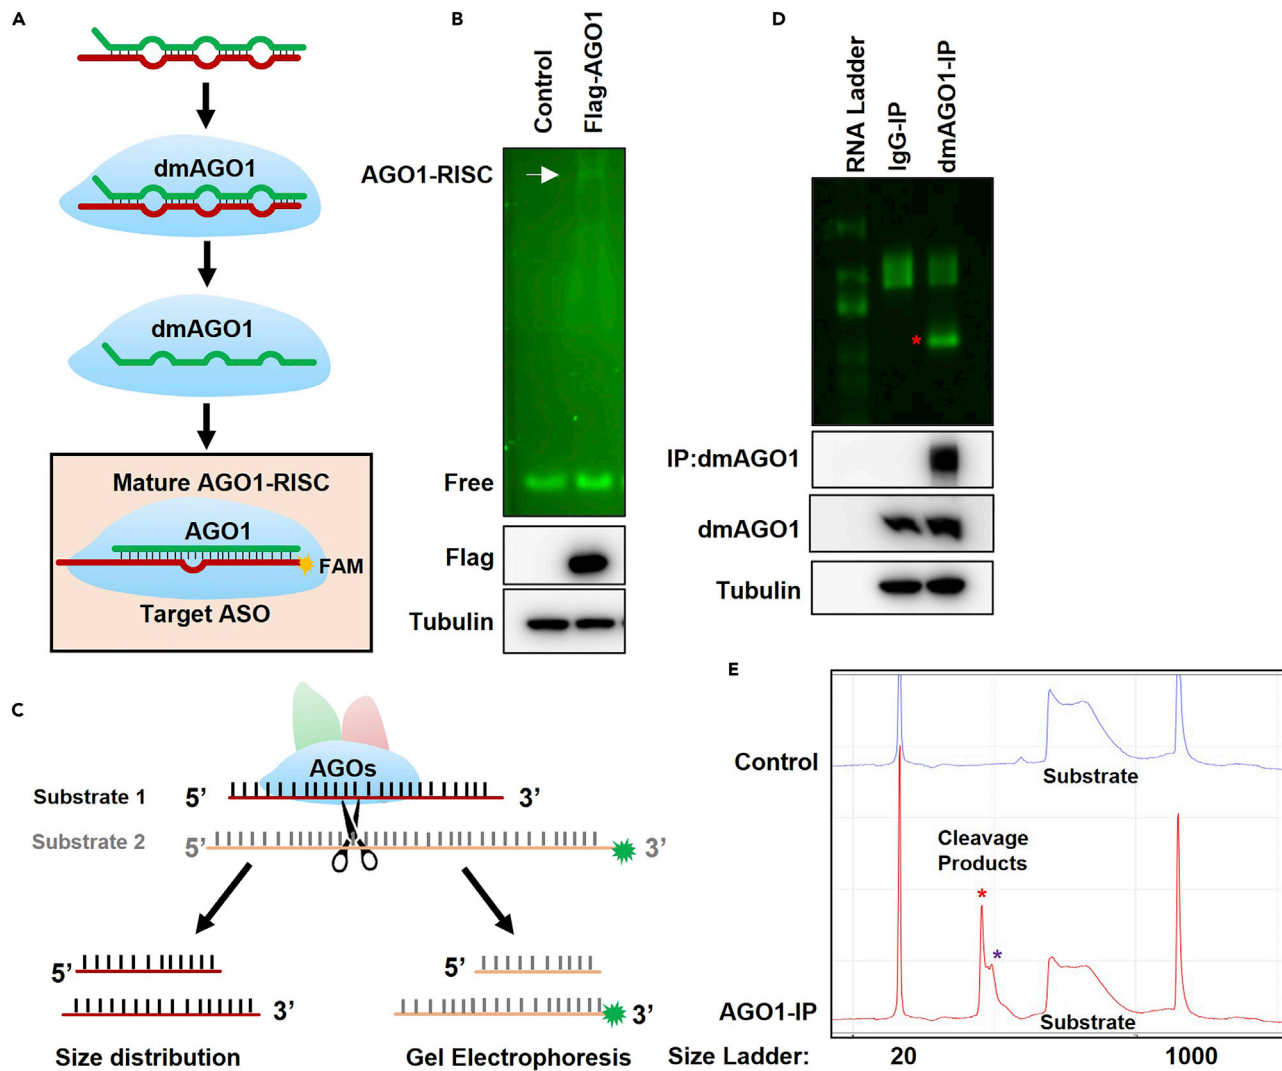 A
dmAGO1
dmAGO1
Mature AGO1-RISC
AGO1
FAM
Target ASO
B
Control
Flag-AGO1
AGO1-RISC
Free
Flag
Tubulin
C
AGOs
Substrate 1
5’
3’
Substrate 2
5’
3’
5’
3’
Size distribution
5’
3’
Gel Electrophoresis
D
RNA Ladder
IgG-IP
dmAGO1-IP
*
IP:dmAGO1
dmAGO1
Tubulin
E
Control
Substrate
Cleavage
Products
*
*
AGO1-IP
Substrate
Size Ladder:
20
1000